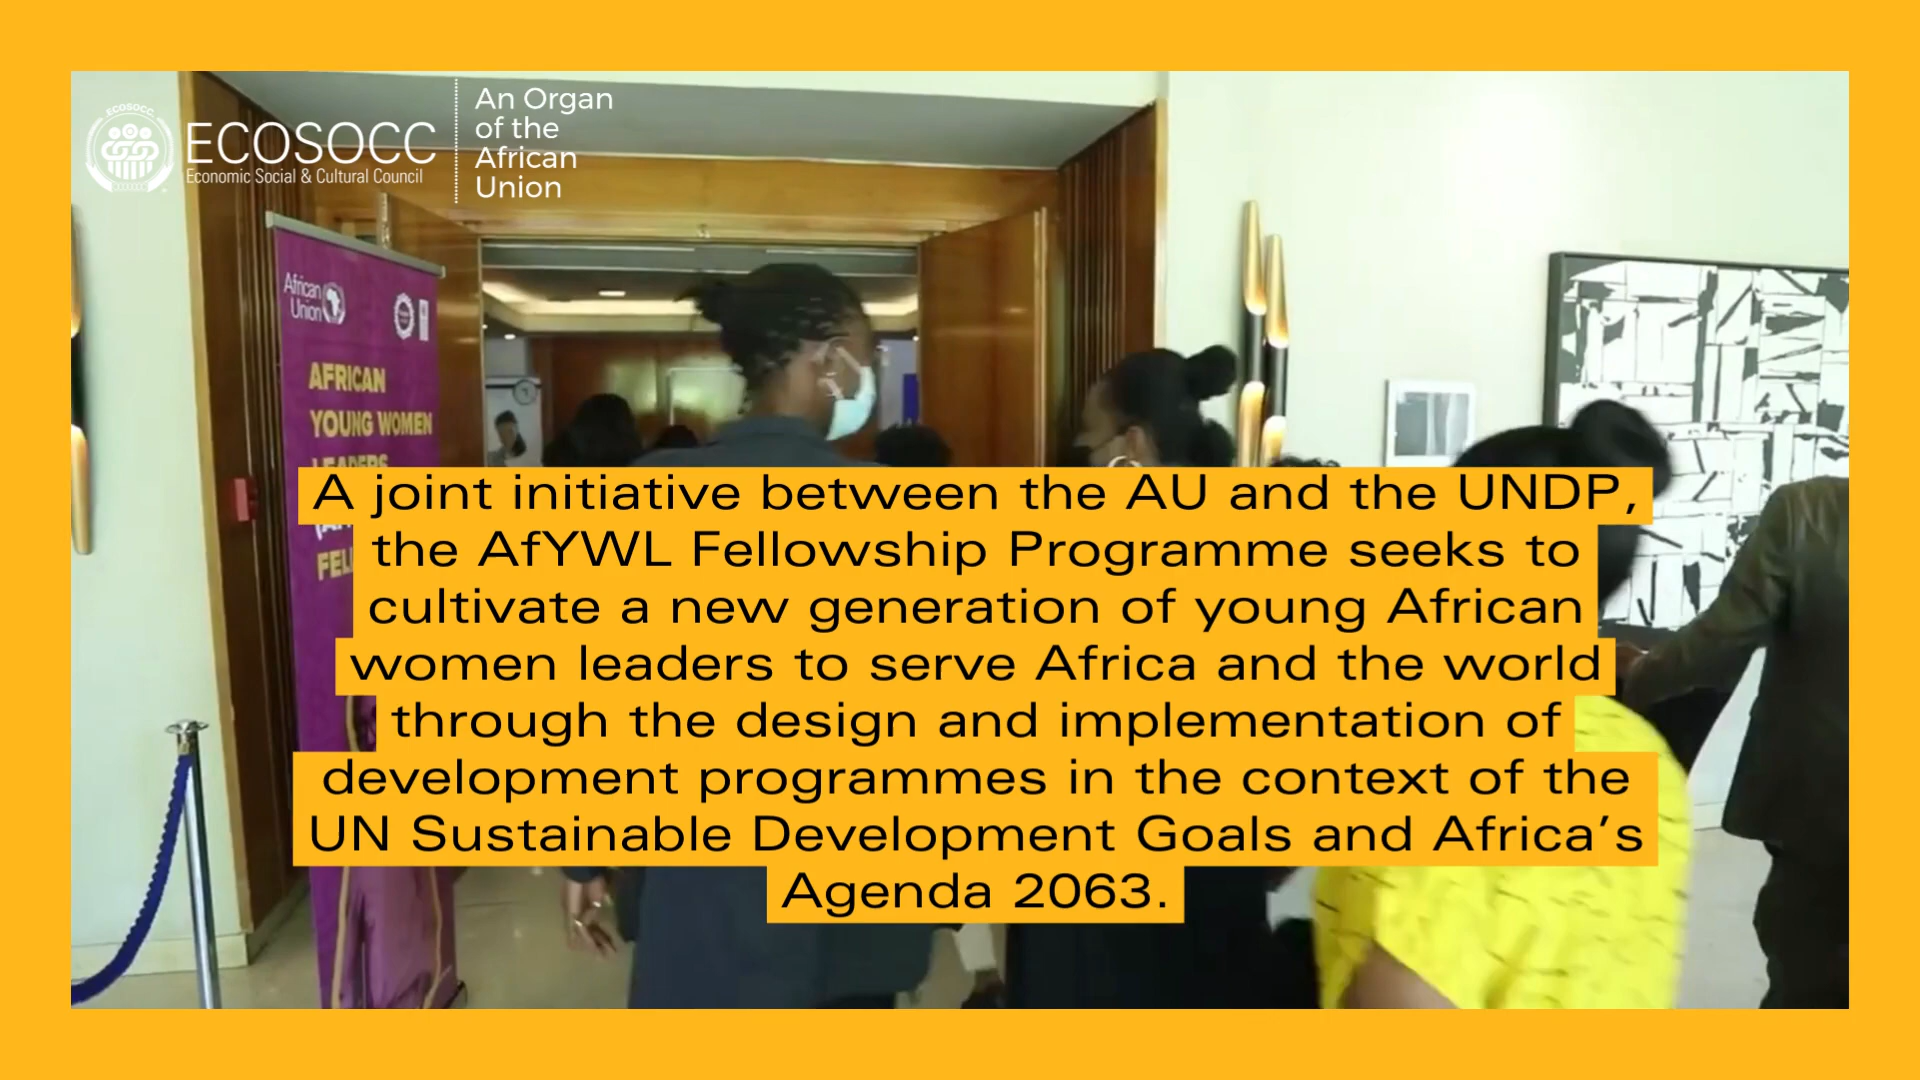 ECOSOCC
ECOSOCC
Economic Social & Cultural Council
An Organ
of the
African
Union
African
Union
AFRICAN
YOUNG WOMEN
LEADERS
A joint initiative between the AU and the UNDP,
the AfYWL Fellowship Programme seeks to
cultivate a new generation of young African
women leaders to serve Africa and the world
through the design and implementation of
development programmes in the context of the
UN Sustainable Development Goals and Africa’s
Agenda 2063.